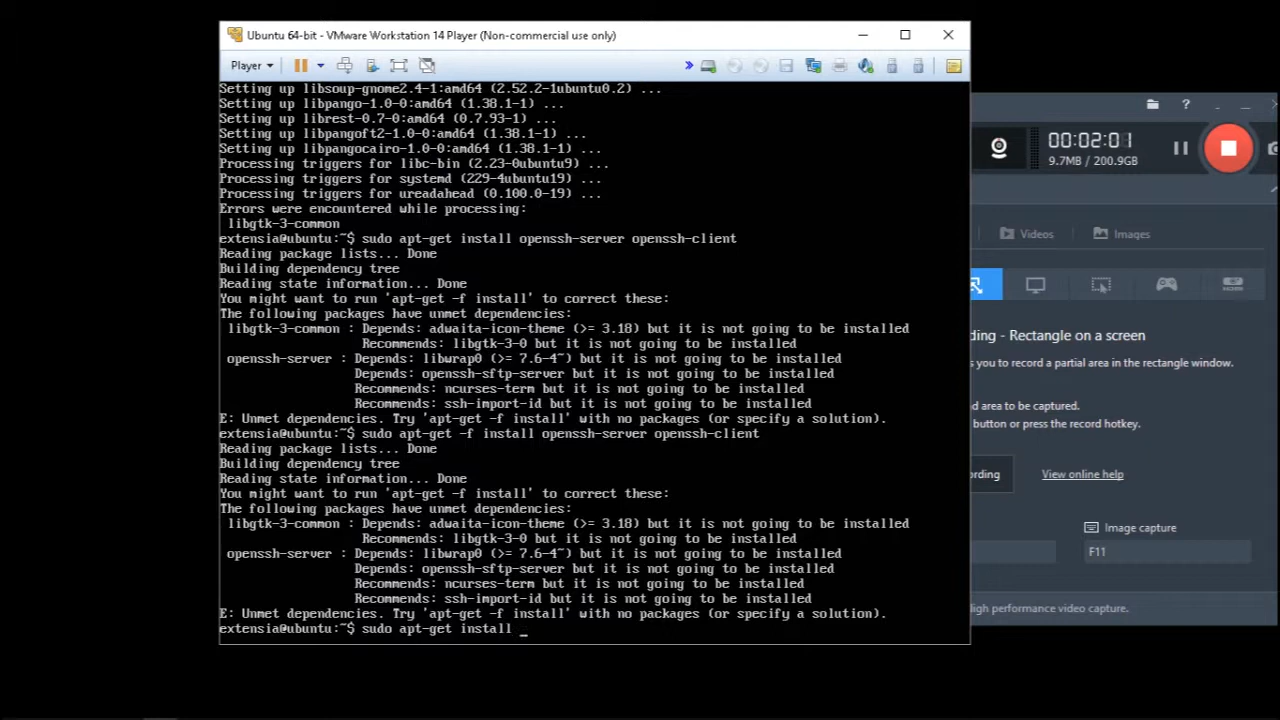 Ubuntu 64-bit - VMware Workstation 14 Player (Non-commercial use only)
Player
Setting up libsoup-gnome2.4-1:amd64 (2.52.2-1ubuntu0.2) ...
Setting up libpango-1.0-0:amd64 (1.38.1-1) ...
Setting up librest-0.7-0:amd64 (0.7.93-1) ...
Setting up libpangoft2-1.0-0:amd64 (1.38.1-1) ...
Setting up libpangocairo-1.0-0:amd64 (1.38.1-1) ...
Processing triggers for libc-bin (2.23-0ubuntu9) ...
Processing triggers for systemd (229-4ubuntu19) ...
Processing triggers for ureadahead (0.100.0-19) ...
Errors were encountered while processing:
libgtk-3-common
extensia@ubuntu:~$ sudo apt-get install openssh-server openssh-client
Reading package lists... Done
Building dependency tree
Reading state information... Done
You might want to run 'apt-get -f install' to correct these:
The following packages have unmet dependencies:
libgtk-3-common : Depends: adwaita-icon-theme (>= 3.18) but it is not going to be installed
Recommends: libgtk-3-0 but it is not going to be installed
openssh-server : Depends: libwrap0 (>= 7.6-4~) but it is not going to be installed
Depends: openssh-sftp-server but it is not going to be installed
Recommends: ncurses-term but it is not going to be installed
Recommends: ssh-import-id but it is not going to be installed
E: Unmet dependencies. Try 'apt-get -f install' with no packages (or specify a solution).
extensia@ubuntu:~$ sudo apt-get -f install openssh-server openssh-client
Reading package lists... Done
Building dependency tree
Reading state information... Done
You might want to run 'apt-get -f install' to correct these:
The following packages have unmet dependencies:
libgtk-3-common : Depends: adwaita-icon-theme (>= 3.18) but it is not going to be installed
Recommends: libgtk-3-0 but it is not going to be installed
openssh-server : Depends: libwrap0 (>= 7.6-4~) but it is not going to be installed
Depends: openssh-sftp-server but it is not going to be installed
Recommends: ncurses-term but it is not going to be installed
Recommends: ssh-import-id but it is not going to be installed
E: Unmet dependencies. Try 'apt-get -f install' with no packages (or specify a solution).
extensia@ubuntu:~$ sudo apt-get install _
00:02:01
9.7MB / 200.9GB
Videos
Images
HDMI
ding - Rectangle on a screen
s you to record a partial area in the rectangle window.
d area to be captured.
button or press the record hotkey.
ording
View online help
Image capture
F11
igh performance video capture.